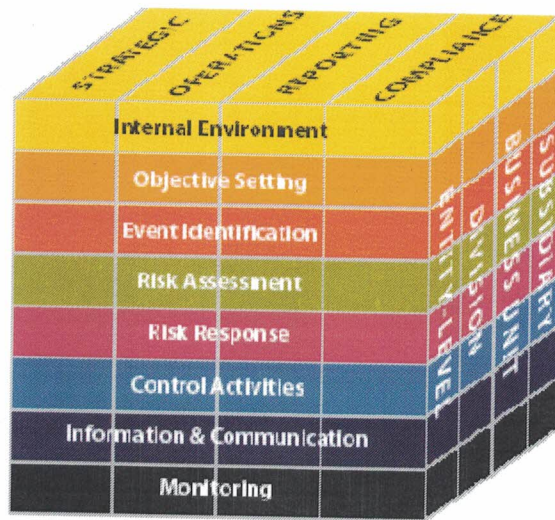 STRATEGIC
OPERATIONS
REPORTING
COMPLIANCE
Internal Environment
Objective Setting
Event Identification
Risk Assessment
Risk Response
Control Activities
Information & Communication
Monitoring
ENTITY-LEVEL
DIVISION
BUSINESS UNIT
SUBSIDIARY